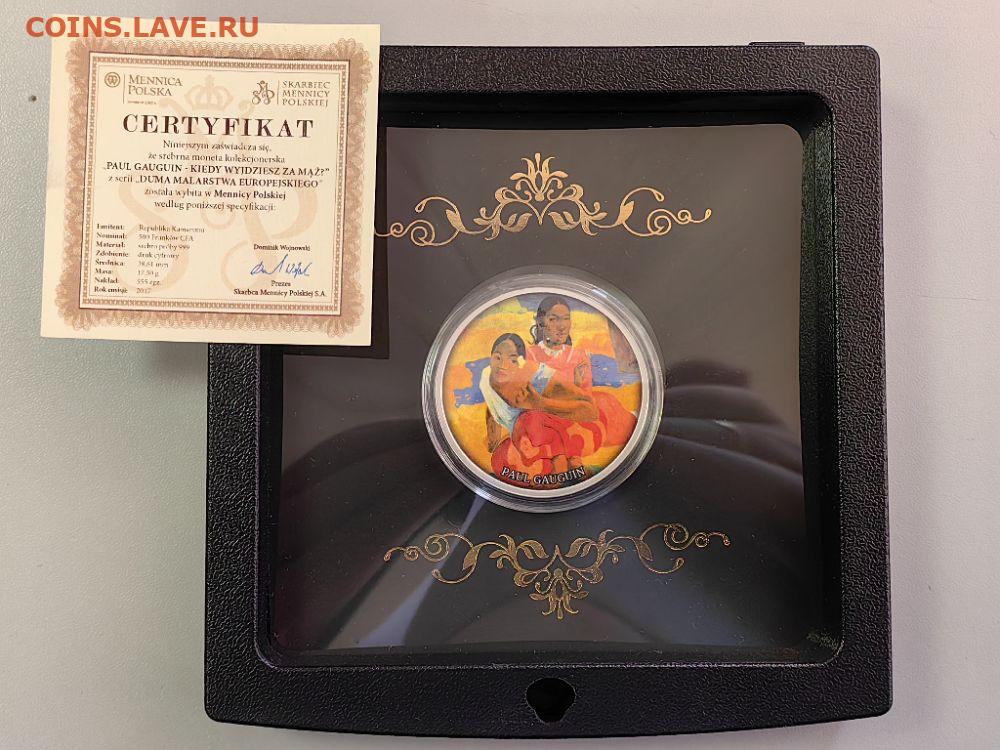 COINS.LAVE.RU
MENNICA
POLSKA
SKARBIEC
MENNICY
POLSKIEJ
CERTYFIKAT
Niniejszym zaświadcza się,
że srebrna moneta kolekcjonerska
„PAUL GAUGUIN - KIEDY WYJDZIESZ ZA MĄŻ?”
z serii „DUMA MALARSTWA EUROPEJSKIEGO”
została wybita w Mennicy Polskiej
według poniższej specyfikacji:
Emitent: Republika Kamerunu
Nominał: 500 Franków CFA
Materiał: srebro próby 999
Zdobienie: druk cyfrowy
Średnica: 38,61 mm
Masa: 17,50 g
Nakład: 555 egz.
Rok emisji: 2017
Dominik Wojnowski
Prezes
Skarbca Mennicy Polskiej S.A.
PAUL GAUGUIN